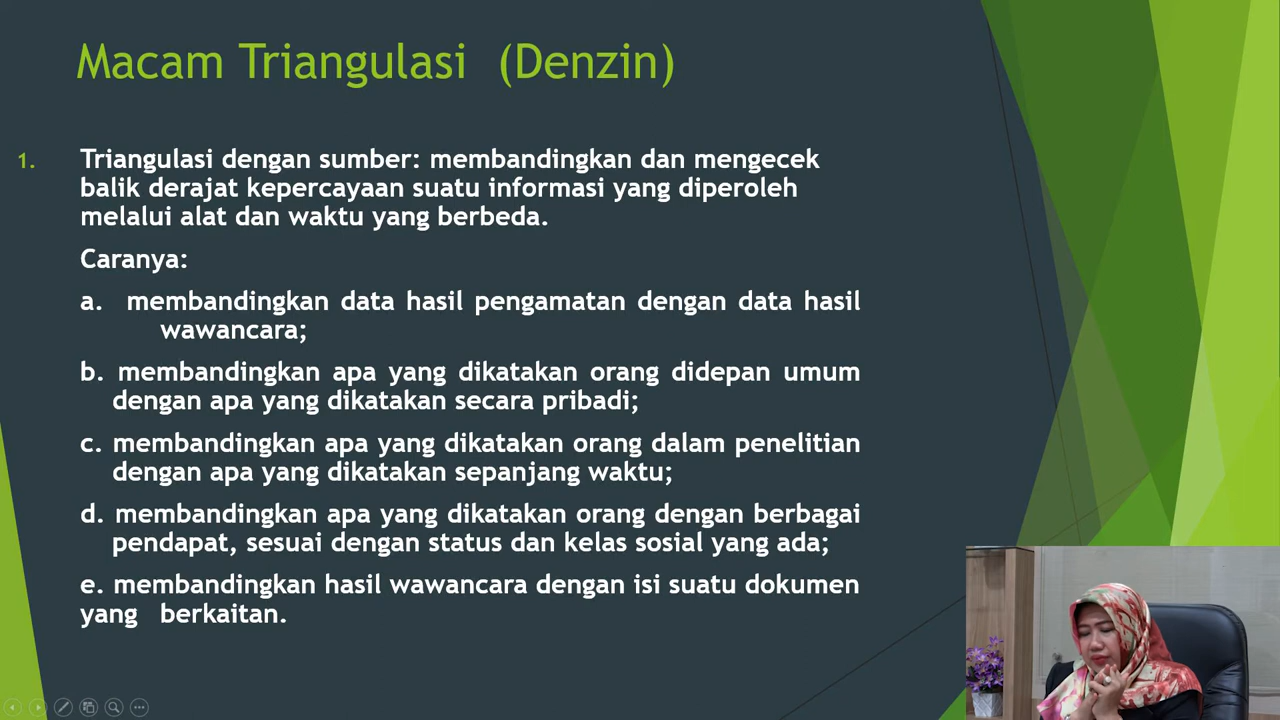 Macam Triangulasi (Denzin)
1. Triangulasi dengan sumber: membandingkan dan mengecek
balik derajat kepercayaan suatu informasi yang diperoleh
melalui alat dan waktu yang berbeda.
Caranya:
a. membandingkan data hasil pengamatan dengan data hasil
wawancara;
b. membandingkan apa yang dikatakan orang didepan umum
dengan apa yang dikatakan secara pribadi;
c. membandingkan apa yang dikatakan orang dalam penelitian
dengan apa yang dikatakan sepanjang waktu;
d. membandingkan apa yang dikatakan orang dengan berbagai
pendapat, sesuai dengan status dan kelas sosial yang ada;
e. membandingkan hasil wawancara dengan isi suatu dokumen
yang berkaitan.